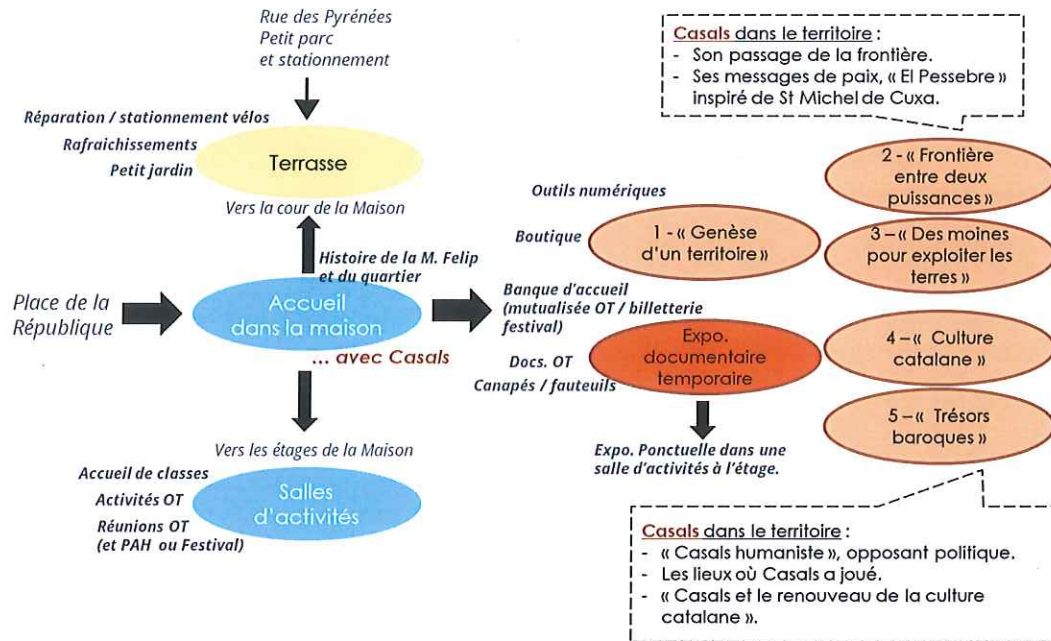 Rue des Pyrénées
Petit parc
et stationnement
Réparation / stationnement vélos
Rafraichissements
Petit jardin
Terrasse
Vers la cour de la Maison
Histoire de la M. Felip
et du quartier
Place de la
République
Accueil
dans la maison
... avec Casals
Vers les étages de la Maison
Accueil de classes
Activités OT
Réunions OT
(et PAH ou Festival)
Salles
d'activités
Outils numériques
Boutique
Banque d'accueil
(mutualisée OT / billetterie
festival)
Docs. OT
Canapés / fauteuils
1 - « Genèse
d'un territoire »
Expo.
documentaire
temporaire
Expo. Ponctuelle dans une
salle d'activités à l'étage.
Casals dans le territoire :
- Son passage de la frontière.
- Ses messages de paix, « El Pessebre »
inspiré de St Michel de Cuxa.
2 - « Frontière
entre deux
puissances »
3 – « Des moines
pour exploiter les
terres »
4 – « Culture
catalane »
5 – « Trésors
baroques »
Casals dans le territoire :
- « Casals humaniste », opposant politique.
- Les lieux où Casals a joué.
- « Casals et le renouveau de la culture
catalane ».